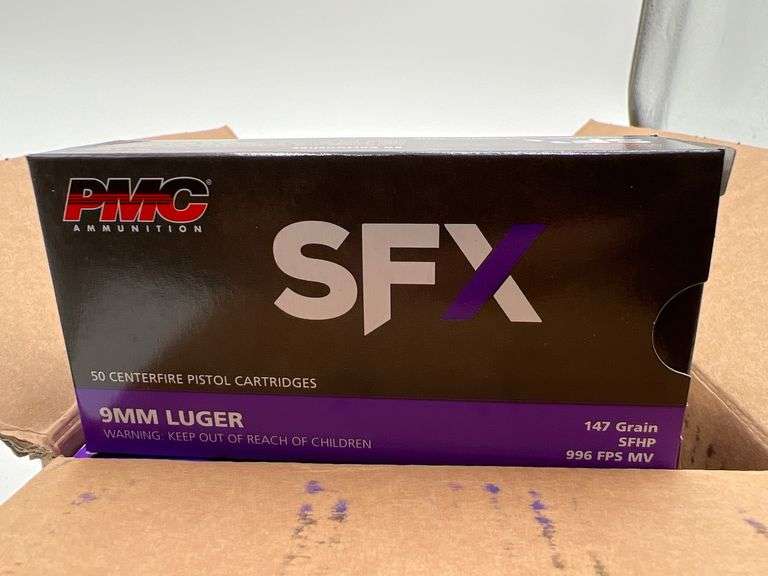 PMC®
AMMUNITION
SFX
50 CENTERFIRE PISTOL CARTRIDGES
9MM LUGER
WARNING: KEEP OUT OF REACH OF CHILDREN
147 Grain
SFHP
996 FPS MV